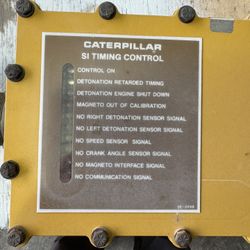 CATERPILLAR
SI TIMING CONTROL
CONTROL ON
DETONATION RETARDED TIMING
DETONATION ENGINE SHUT DOWN
MAGNETO OUT OF CALIBRATION
NO RIGHT DETONATION SENSOR SIGNAL
NO LEFT DETONATION SENSOR SIGNAL
NO SPEED SENSOR SIGNAL
NO CRANK ANGLE SENSOR SIGNAL
NO MAGNETO INTERFACE SIGNAL
NO COMMUNICATION SIGNAL